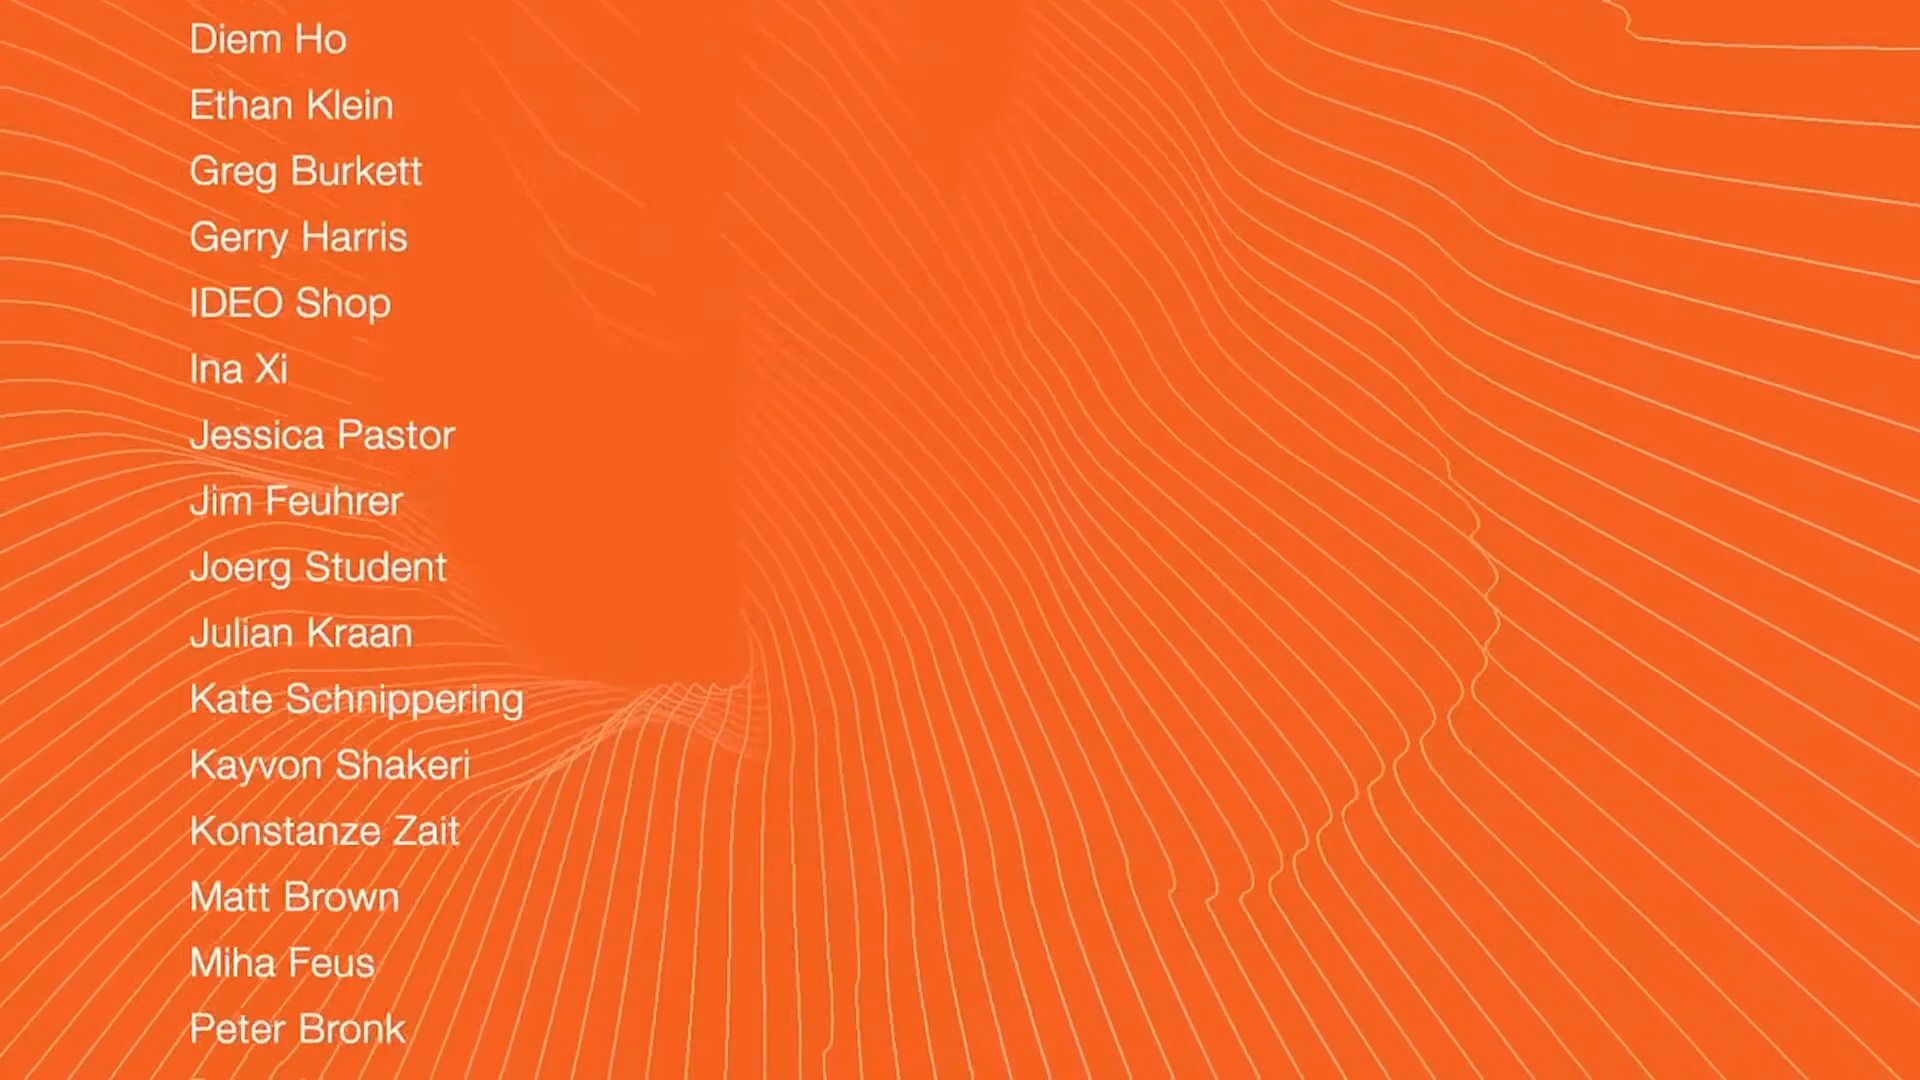 Diem Ho
Ethan Klein
Greg Burkett
Gerry Harris
IDEO Shop
Ina Xi
Jessica Pastor
Jim Feuhrer
Joerg Student
Julian Kraan
Kate Schnippering
Kayvon Shakeri
Konstanze Zait
Matt Brown
Miha Feus
Peter Bronk